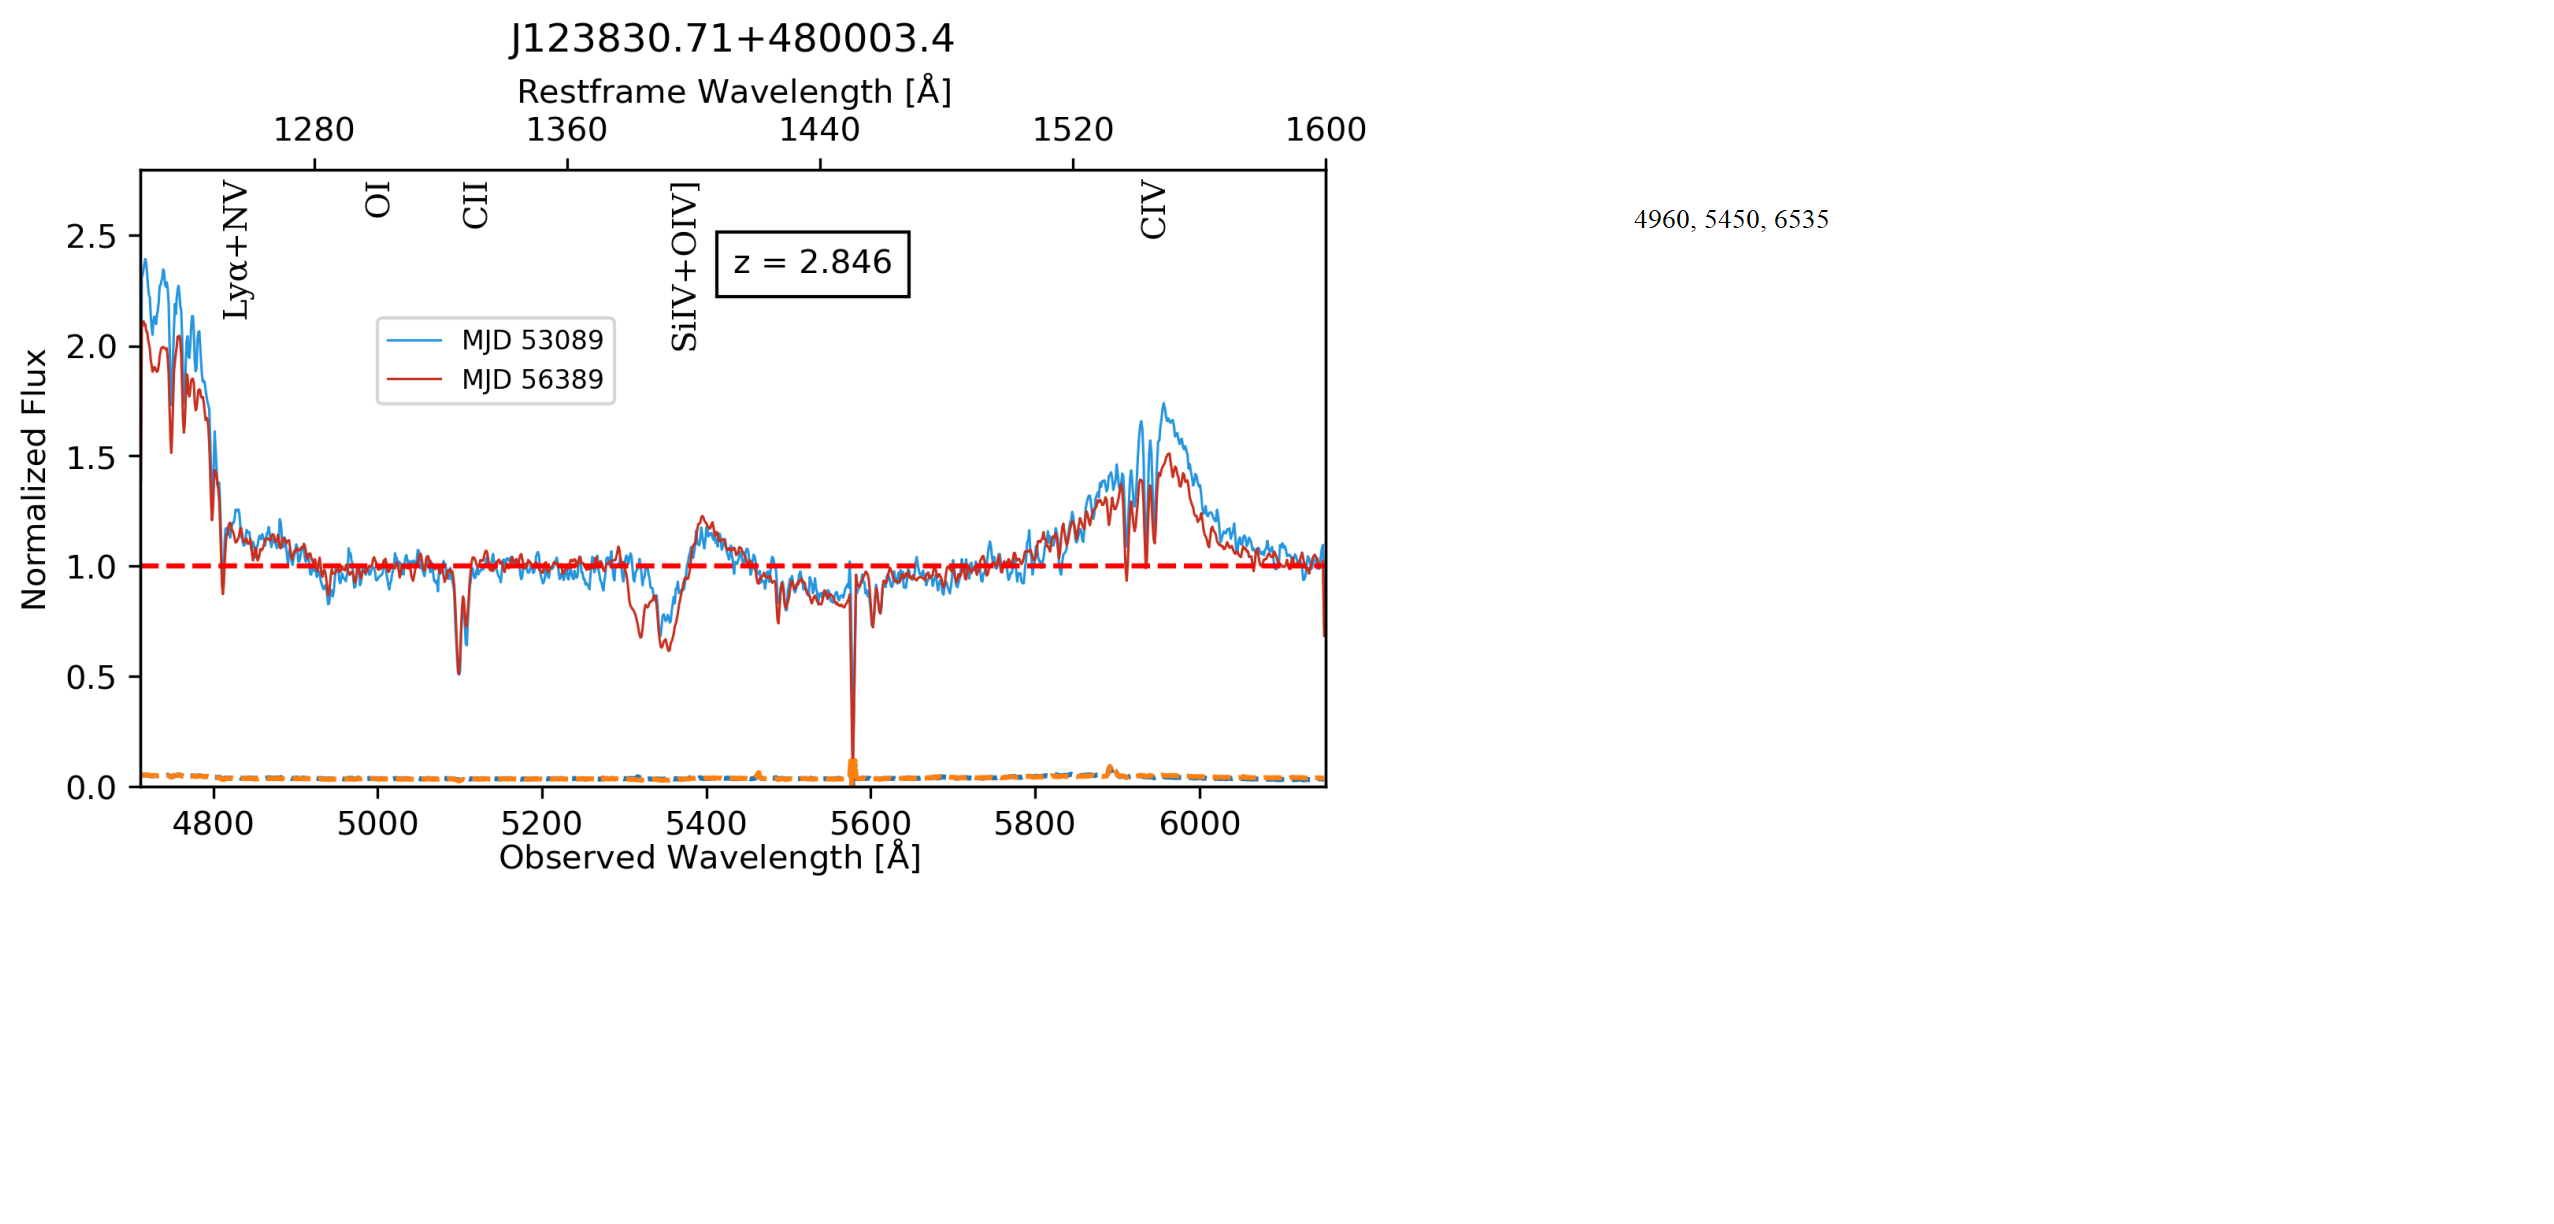 J123830.71+480003.4
Restframe Wavelength [Å]
1280 1360 1440 1520 1600
Lyα+NV
OI
CII
SiIV+OIV]
CIV
z = 2.846
4960, 5450, 6535
MJD 53089
MJD 56389
Normalized Flux
2.5
2.0
1.5
1.0
0.5
0.0
4800 5000 5200 5400 5600 5800 6000
Observed Wavelength [Å]